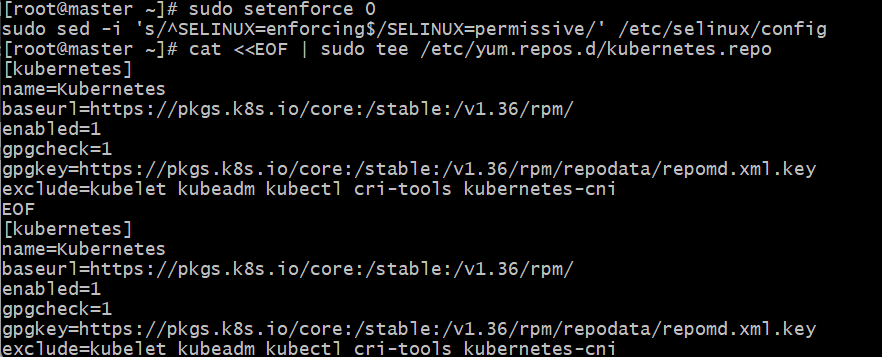 [root@master ~]# sudo setenforce 0
sudo sed -i 's/^SELINUX=enforcing$/SELINUX=permissive/' /etc/selinux/config
[root@master ~]# cat <<EOF | sudo tee /etc/yum.repos.d/kubernetes.repo
[kubernetes]
name=Kubernetes
baseurl=https://pkgs.k8s.io/core:/stable:/v1.36/rpm/
enabled=1
gpgcheck=1
gpgkey=https://pkgs.k8s.io/core:/stable:/v1.36/rpm/repodata/repomd.xml.key
exclude=kubelet kubeadm kubectl cri-tools kubernetes-cni
EOF
[kubernetes]
name=Kubernetes
baseurl=https://pkgs.k8s.io/core:/stable:/v1.36/rpm/
enabled=1
gpgcheck=1
gpgkey=https://pkgs.k8s.io/core:/stable:/v1.36/rpm/repodata/repomd.xml.key
exclude=kubelet kubeadm kubectl cri-tools kubernetes-cni